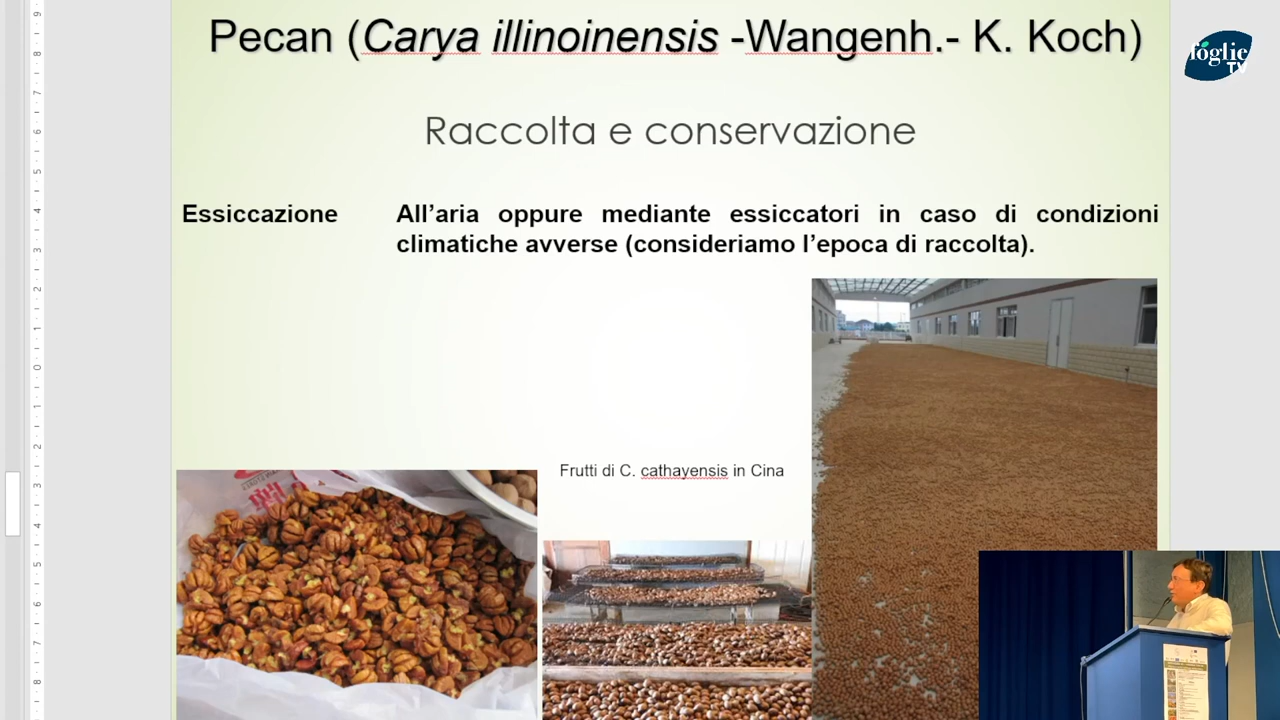 Pecan (Carya illinoinensis -Wangenh.- K. Koch)
foglie
TV
Raccolta e conservazione
Essiccazione
All'aria oppure mediante essiccatori in caso di condizioni
climatiche avverse (consideriamo l'epoca di raccolta).
Frutti di C. cathayensis in Cina